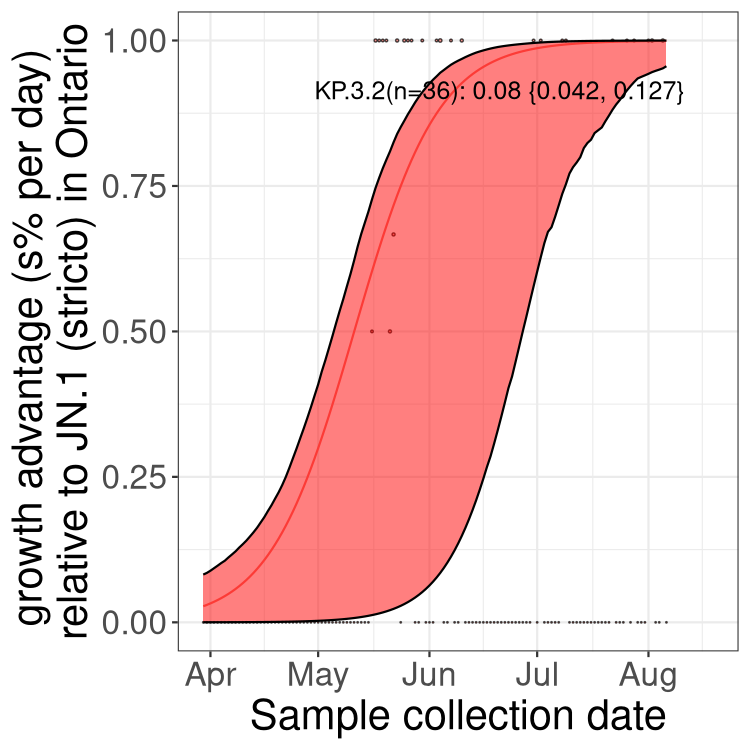 growth advantage (s% per day)
relative to JN.1 (stricto) in Ontario
1.00
0.75
0.50
0.25
0.00
KP.3.2(n=36): 0.08 {0.042, 0.127}
Apr May Jun Jul Aug
Sample collection date